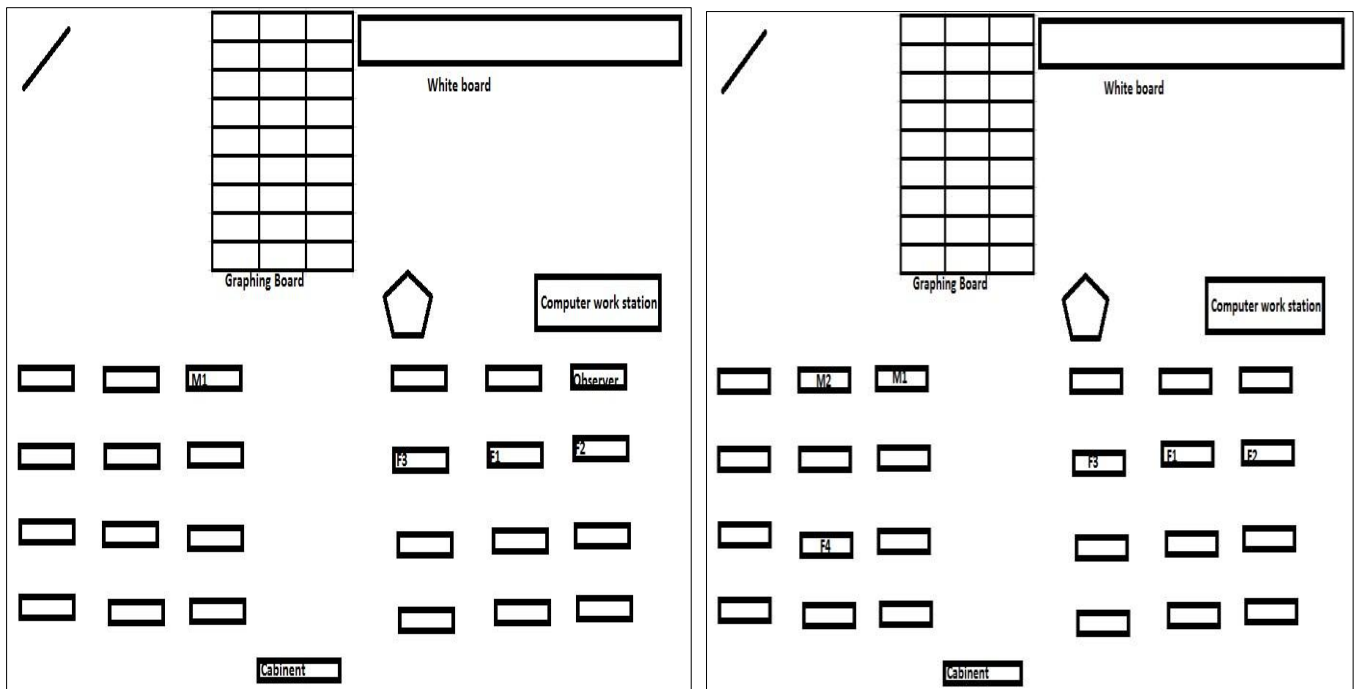 White board
Graphing Board
Computer work station
M1
Observer
F3
F1
F2
Cabinent
White board
Graphing Board
Computer work station
M2
M1
F3
F1
F2
F4
Cabinent